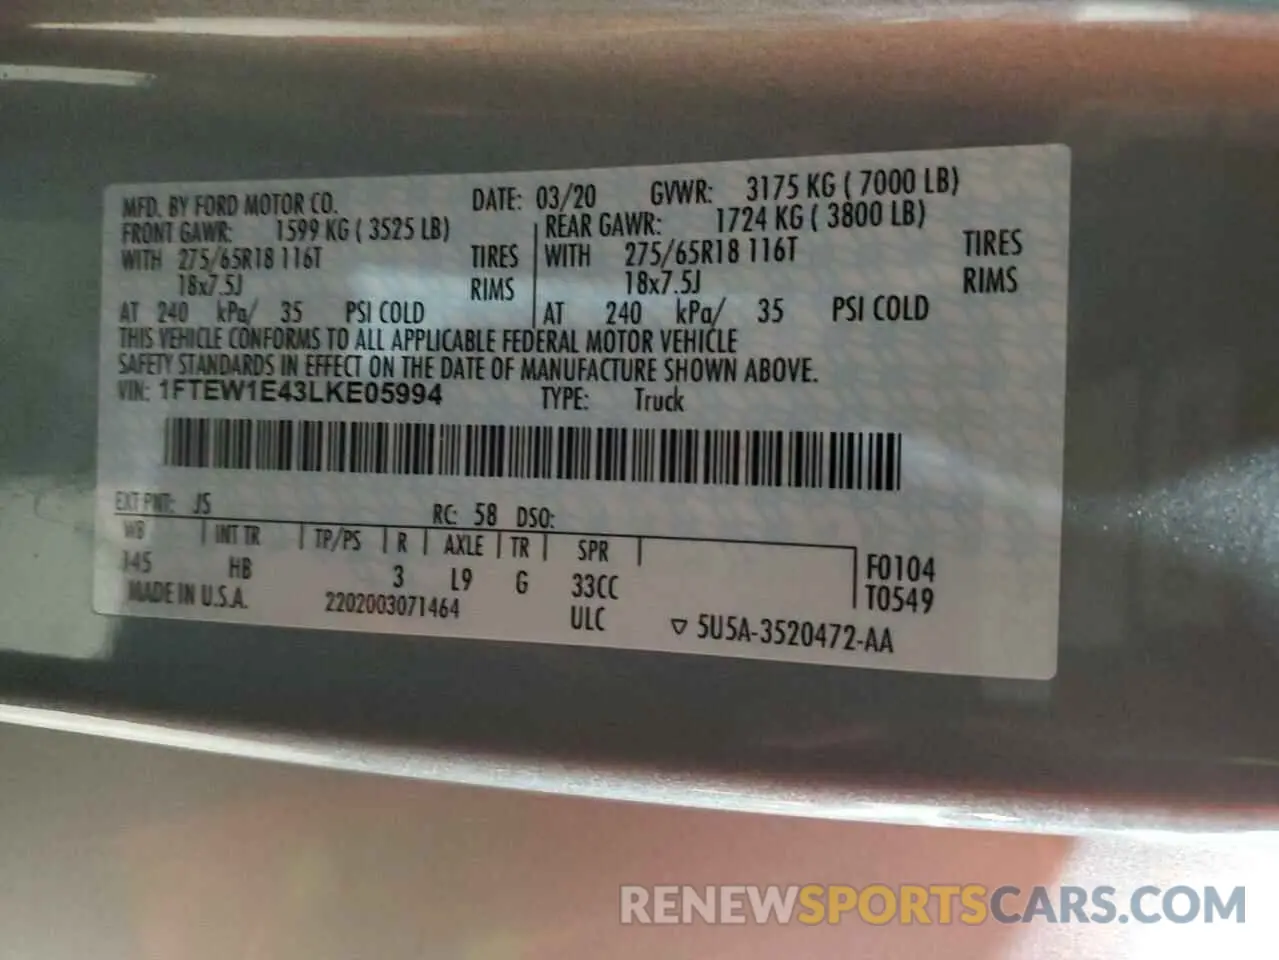 MFD. BY FORD MOTOR CO. DATE: 03/20 GVWR: 3175 KG ( 7000 LB)
FRONT GAWR: 1599 KG ( 3525 LB) REAR GAWR: 1724 KG ( 3800 LB)
WITH 275/65R18 116T TIRES WITH 275/65R18 116T TIRES
18x7.5J RIMS 18x7.5J RIMS
AT 240 kPa/ 35 PSI COLD AT 240 kPa/ 35 PSI COLD
THIS VEHICLE CONFORMS TO ALL APPLICABLE FEDERAL MOTOR VEHICLE
SAFETY STANDARDS IN EFFECT ON THE DATE OF MANUFACTURE SHOWN ABOVE.
VIN: 1FTEW1E43LKE05994 TYPE: Truck
EXT PNT: JS RC: 58 DSO:
WB INT TR TP/PS R AXLE TR SPR
145 HB 3 L9 G 33CC F0104
T0549
MADE IN U.S.A. 2202003071464 ULC ▽ 5U5A-3520472-AA
RENEWSPORTSCARS.COM